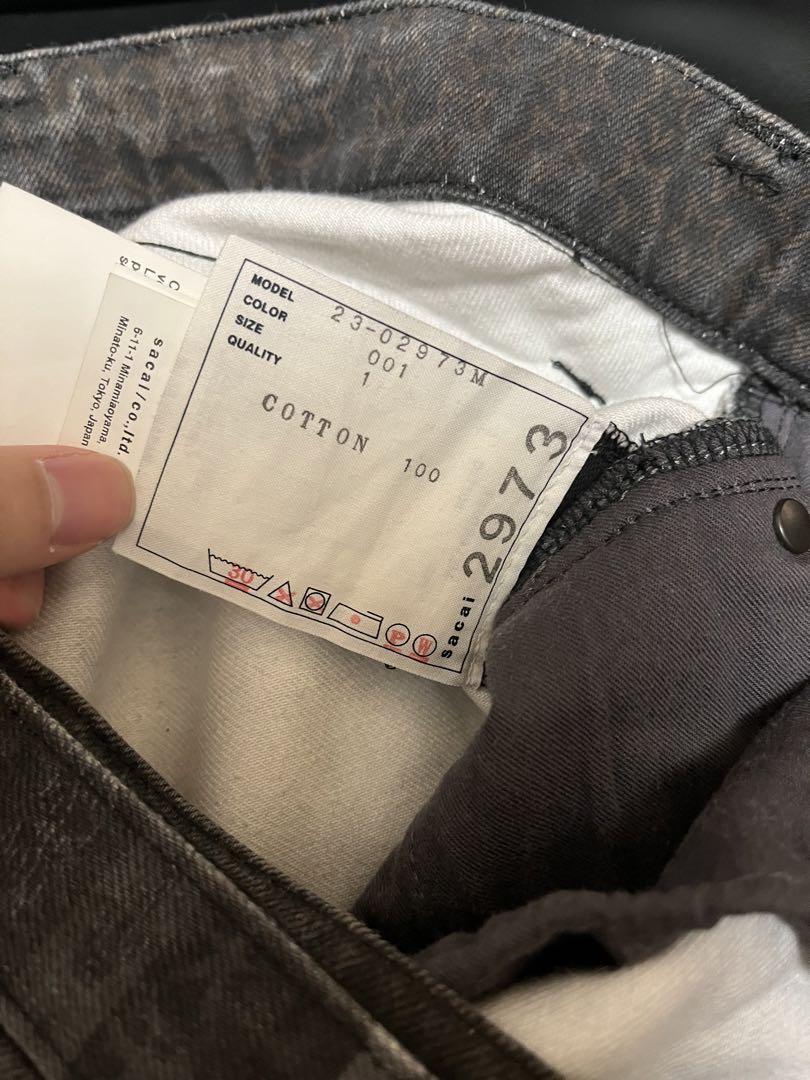 MODEL 23-02973M
COLOR 001
SIZE 1
QUALITY
COTTON 100
30
P W
sacai 2973
sacai/co.,ltd.
6-11-1 Minamiaoyama,
Minato-ku, Tokyo, Japan